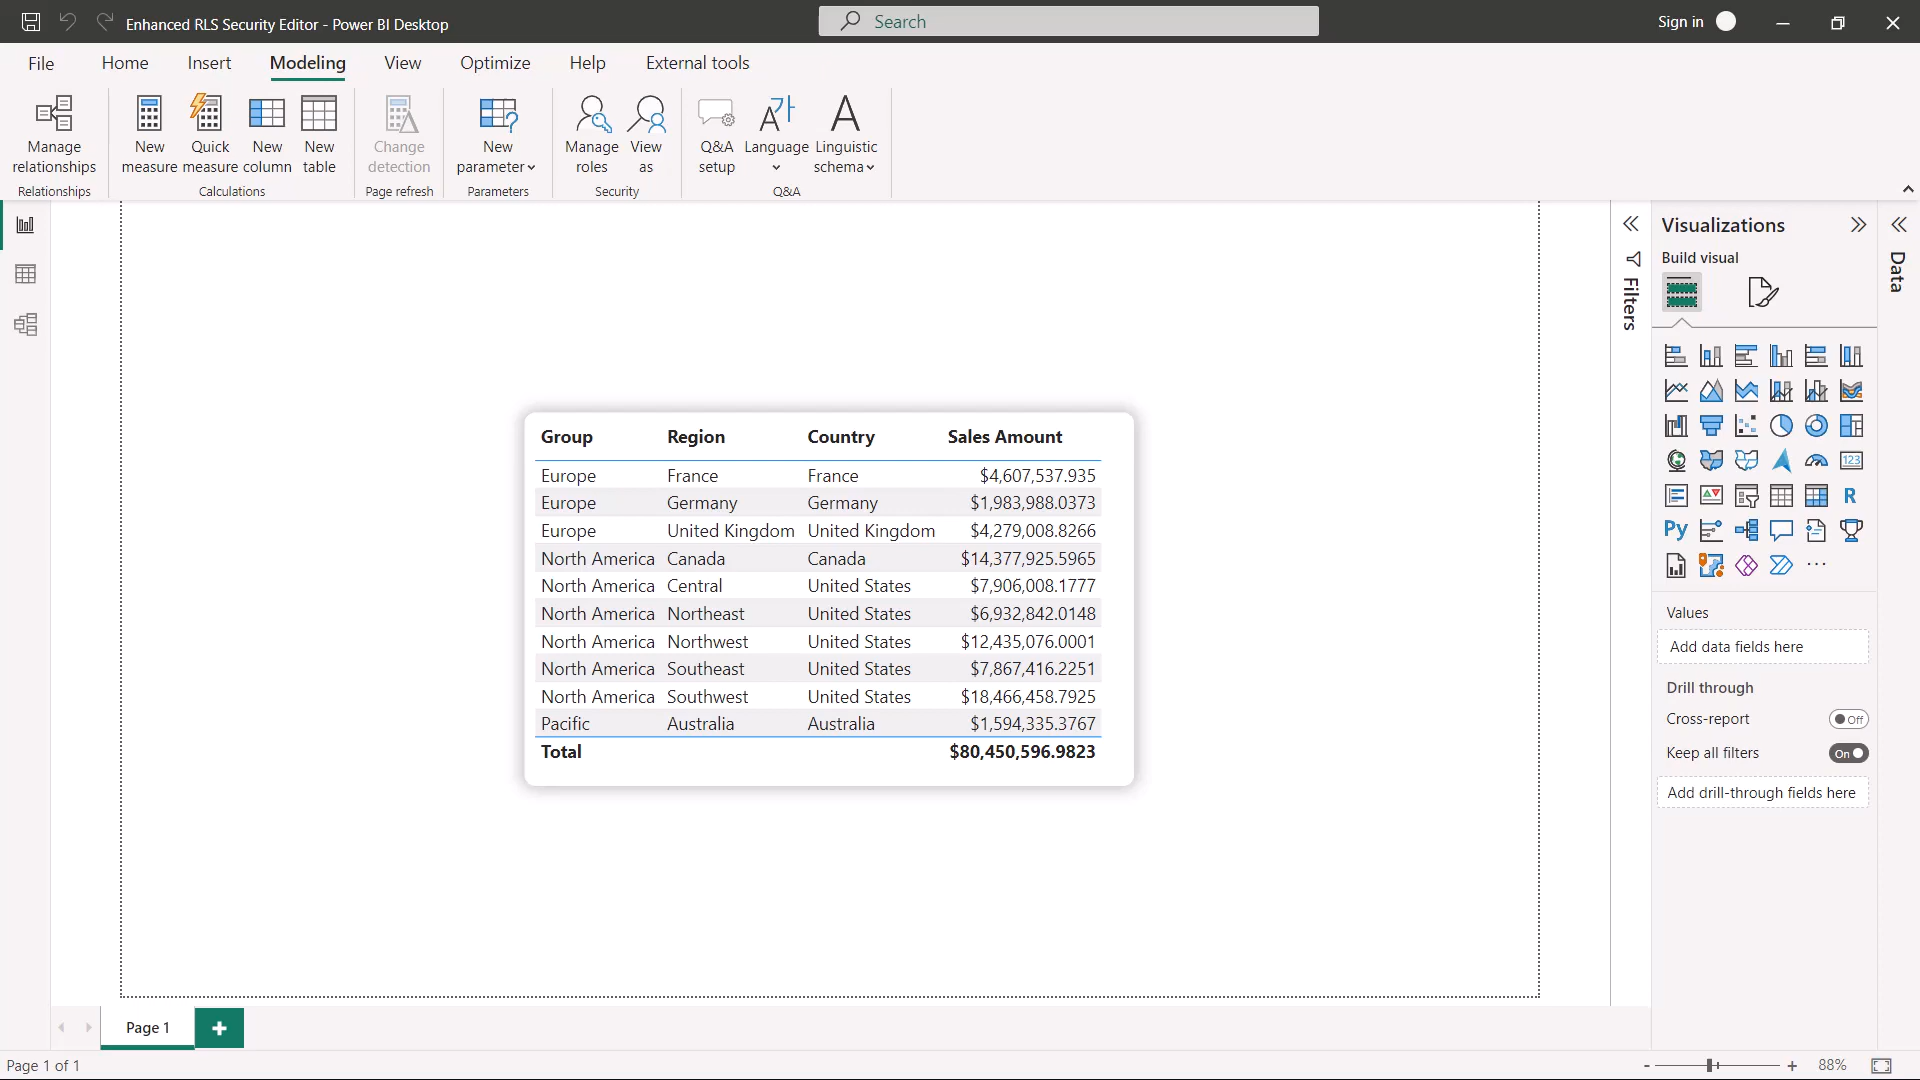 Enhanced RLS Security Editor - Power BI Desktop
Search
Sign in
File
Home
Insert
Modeling
View
Optimize
Help
External tools
Manage
relationships
New
measure
Quick
measure
New
column
New
table
Change
detection
New
parameter
Manage
roles
View
as
Q&A
setup
Language
Linguistic
schema
Relationships
Calculations
Page refresh
Parameters
Security
Q&A
Filters
Visualizations
Data
Build visual
123
R
Py
Group Region Country Sales Amount
Europe France France $4,607,537.935
Europe Germany Germany $1,983,988.0373
Europe United Kingdom United Kingdom $4,279,008.8266
North America Canada Canada $14,377,925.5965
North America Central United States $7,906,008.1777
North America Northeast United States $6,932,842.0148
North America Northwest United States $12,435,076.0001
North America Southeast United States $7,867,416.2251
North America Southwest United States $18,466,458.7925
Pacific Australia Australia $1,594,335.3767
Total $80,450,596.9823
Values
Add data fields here
Drill through
Cross-report Off
Keep all filters On
Add drill-through fields here
Page 1
Page 1 of 1
- + 88%